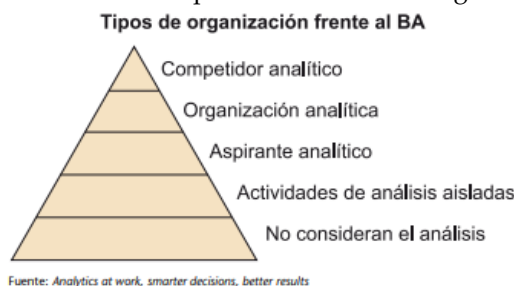 Tipos de organización frente al BA
Competidor analítico
Organización analítica
Aspirante analítico
Actividades de análisis aisladas
No consideran el análisis
Fuente: Analytics at work, smarter decisions, better results